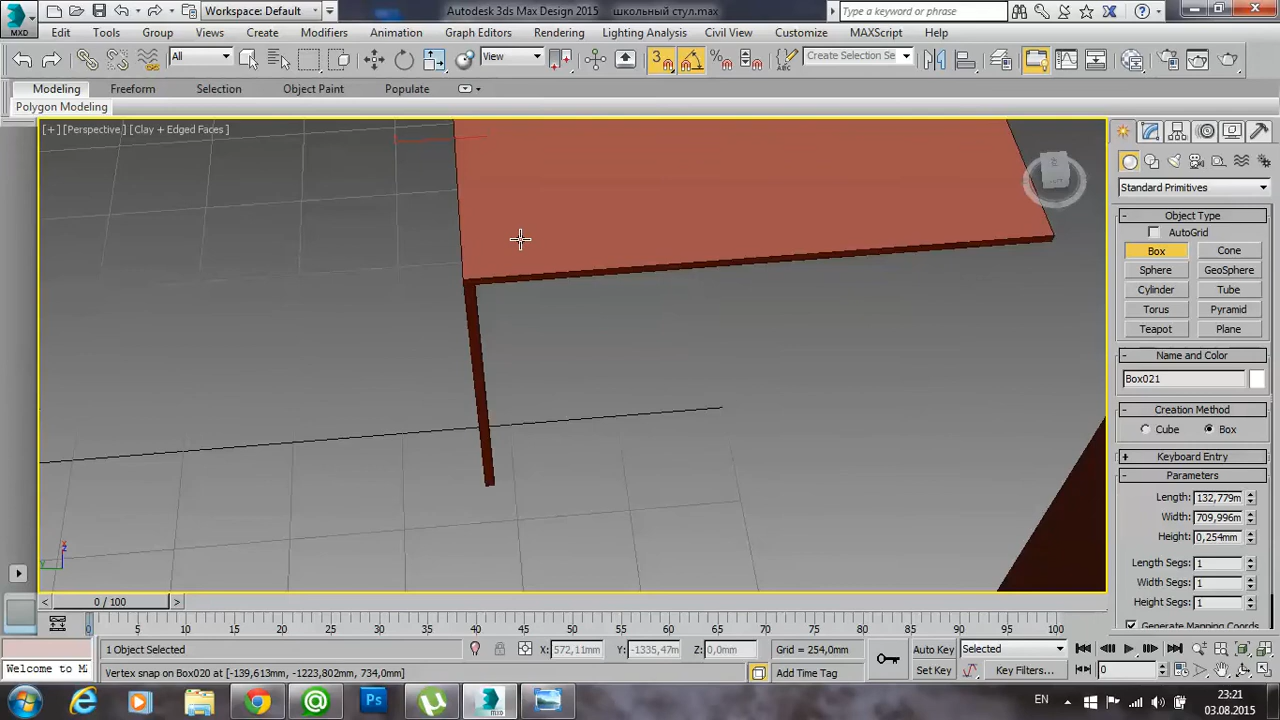 Workspace: Default
Autodesk 3ds Max Design 2015 школьный стул.max
Type a keyword or phrase
MXD
Edit Tools Group Views Create Modifiers Animation Graph Editors Rendering Lighting Analysis Civil View Customize MAXScript Help
All View 3 Create Selection Se
Modeling Freeform Selection Object Paint Populate
Polygon Modeling
[+] [Perspective] [Clay + Edged Faces]
Standard Primitives
- Object Type
AutoGrid
Box Cone
Sphere GeoSphere
Cylinder Tube
Torus Pyramid
Teapot Plane
- Name and Color
Box021
- Creation Method
Cube Box
+ Keyboard Entry
- Parameters
Length: 132,779m
Width: 709,996m
Height: 0,254mm
Length Segs: 1
Width Segs: 1
Height Segs: 1
Generate Mapping Coords
z
y
< 0 / 100 >
0 5 10 15 20 25 30 35 40 45 50 55 60 65 70 75 80 85 90 95 100
1 Object Selected X: 572,11mm Y: -1335,47m Z: 0,0mm Grid = 254,0mm Auto Key Selected
Welcome to M
Vertex snap on Box020 at [-139,613mm, -1223,802mm, 734,0mm] Add Time Tag Set Key Key Filters... 0
EN 23:21
03.08.2015